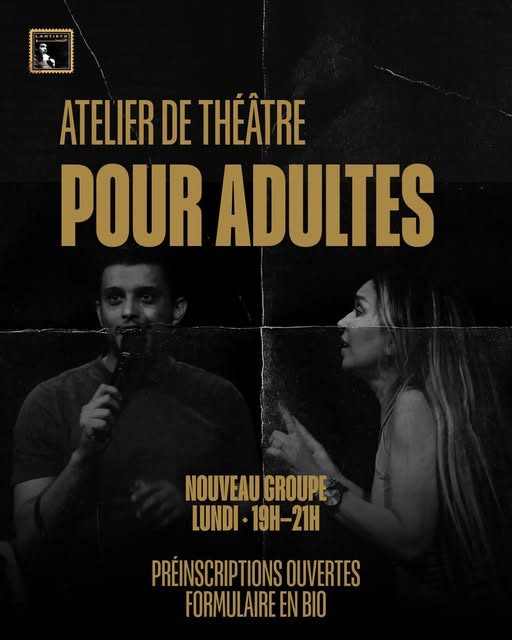 ATELIER DE THÉÂTRE
POUR ADULTES
NOUVEAU GROUPE
LUNDI • 19H–21H
PRÉINSCRIPTIONS OUVERTES
FORMULAIRE EN BIO